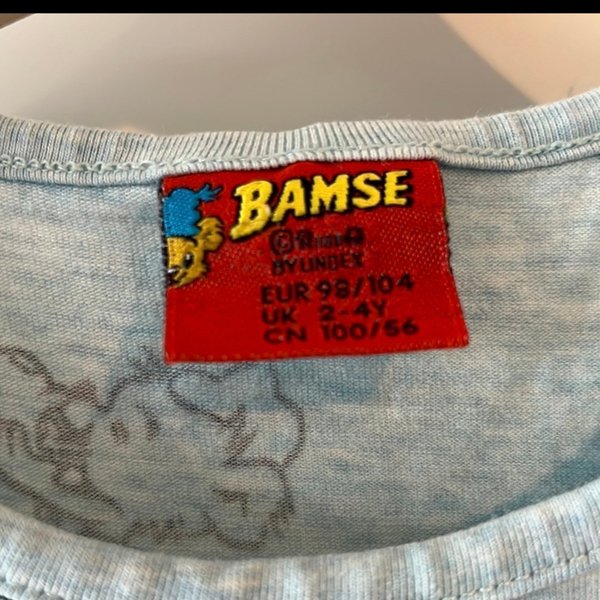 BAMSE
BY LINDEX
EUR 98/104
UK 2-4Y
CN 100/56